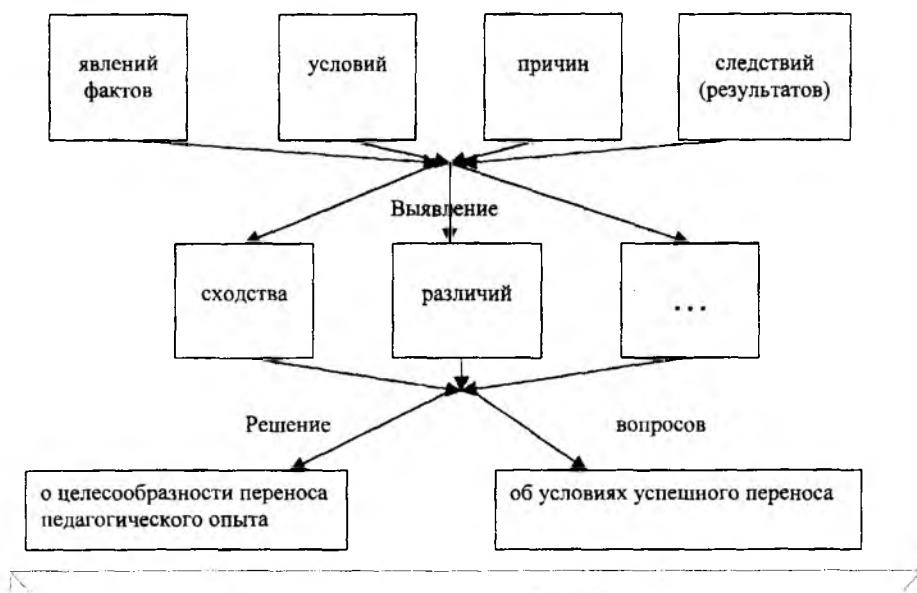 явлений
фактов
условий
причин
следствий
(результатов)
Выявление
сходства
различий
...
Решение
вопросов
о целесообразности переноса
педагогического опыта
об условиях успешного переноса